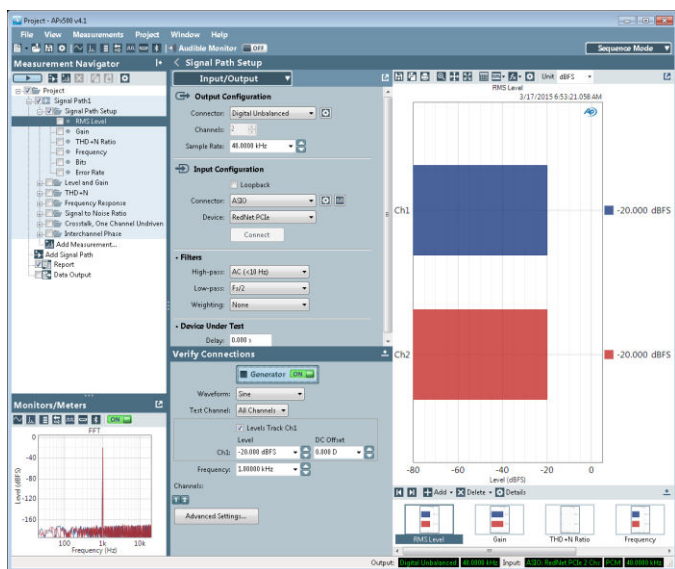 Project - APx500 v4.1
File View Measurements Project Window Help
Audible Monitor OFF
Sequence Mode
Measurement Navigator
Project
Signal Path1
Signal Path Setup
RMS Level
Gain
THD+N Ratio
Frequency
Bits
Error Rate
Level and Gain
THD+N
Frequency Response
Signal to Noise Ratio
Crosstalk, One Channel Undriven
Interchannel Phase
Add Measurement...
Add Signal Path
Report
Data Output
Monitors/Meters
ON
FFT
Level (dBFS)
0
-40
-80
-120
-160
100 1k 10k
Frequency (Hz)
Signal Path Setup
Input/Output
Output Configuration
Connector: Digital Unbalanced
Channels: 2
Sample Rate: 48.0000 kHz
Input Configuration
Loopback
Connector: ASIO
Device: RedNet PCIe
Connect
Filters
High-pass: AC (<10 Hz)
Low-pass: Fs/2
Weighting: None
Device Under Test
Delay: 0.000 s
Verify Connections
Generator ON
Waveform: Sine
Test Channel: All Channels
Levels Track Ch1
Level DC Offset
Ch1: -20.000 dBFS 0.000 D
Frequency: 1.00000 kHz
Channels:
1 2
Advanced Settings...
Unit dBFS
RMS Level
3/17/2015 6:53:21.058 AM
Ch1
-20.000 dBFS
Ch2
-20.000 dBFS
-80 -60 -40 -20 0
Level (dBFS)
Add Delete Details
RMS Level Gain THD+N Ratio Frequency
Output: Digital Unbalanced 48.0000 kHz Input: ASIO: RedNet PCIe 2 Chs PCM 48.0000 kHz